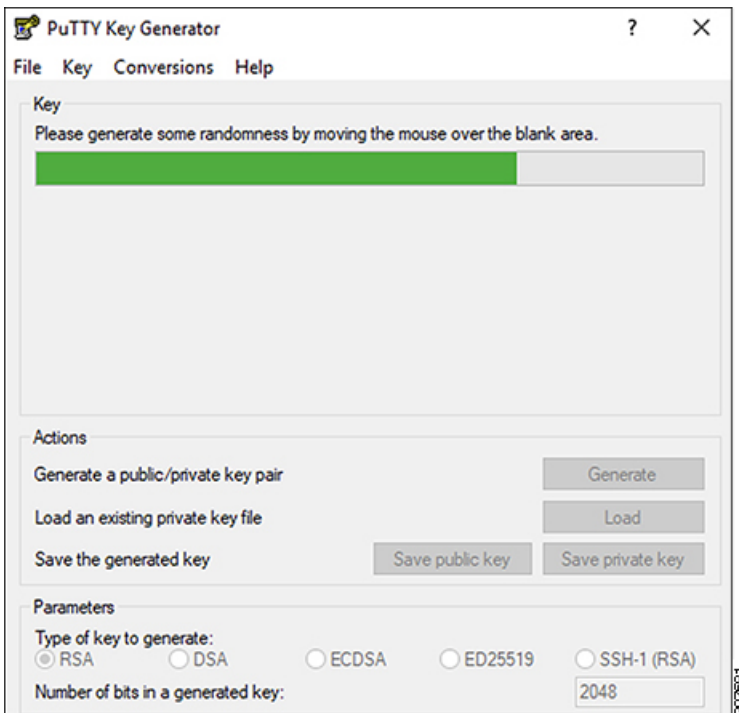 PuTTY Key Generator
? X
File Key Conversions Help
Key
Please generate some randomness by moving the mouse over the blank area.
Actions
Generate a public/private key pair Generate
Load an existing private key file Load
Save the generated key Save public key Save private key
Parameters
Type of key to generate:
RSA DSA ECDSA ED25519 SSH-1 (RSA)
Number of bits in a generated key: 2048